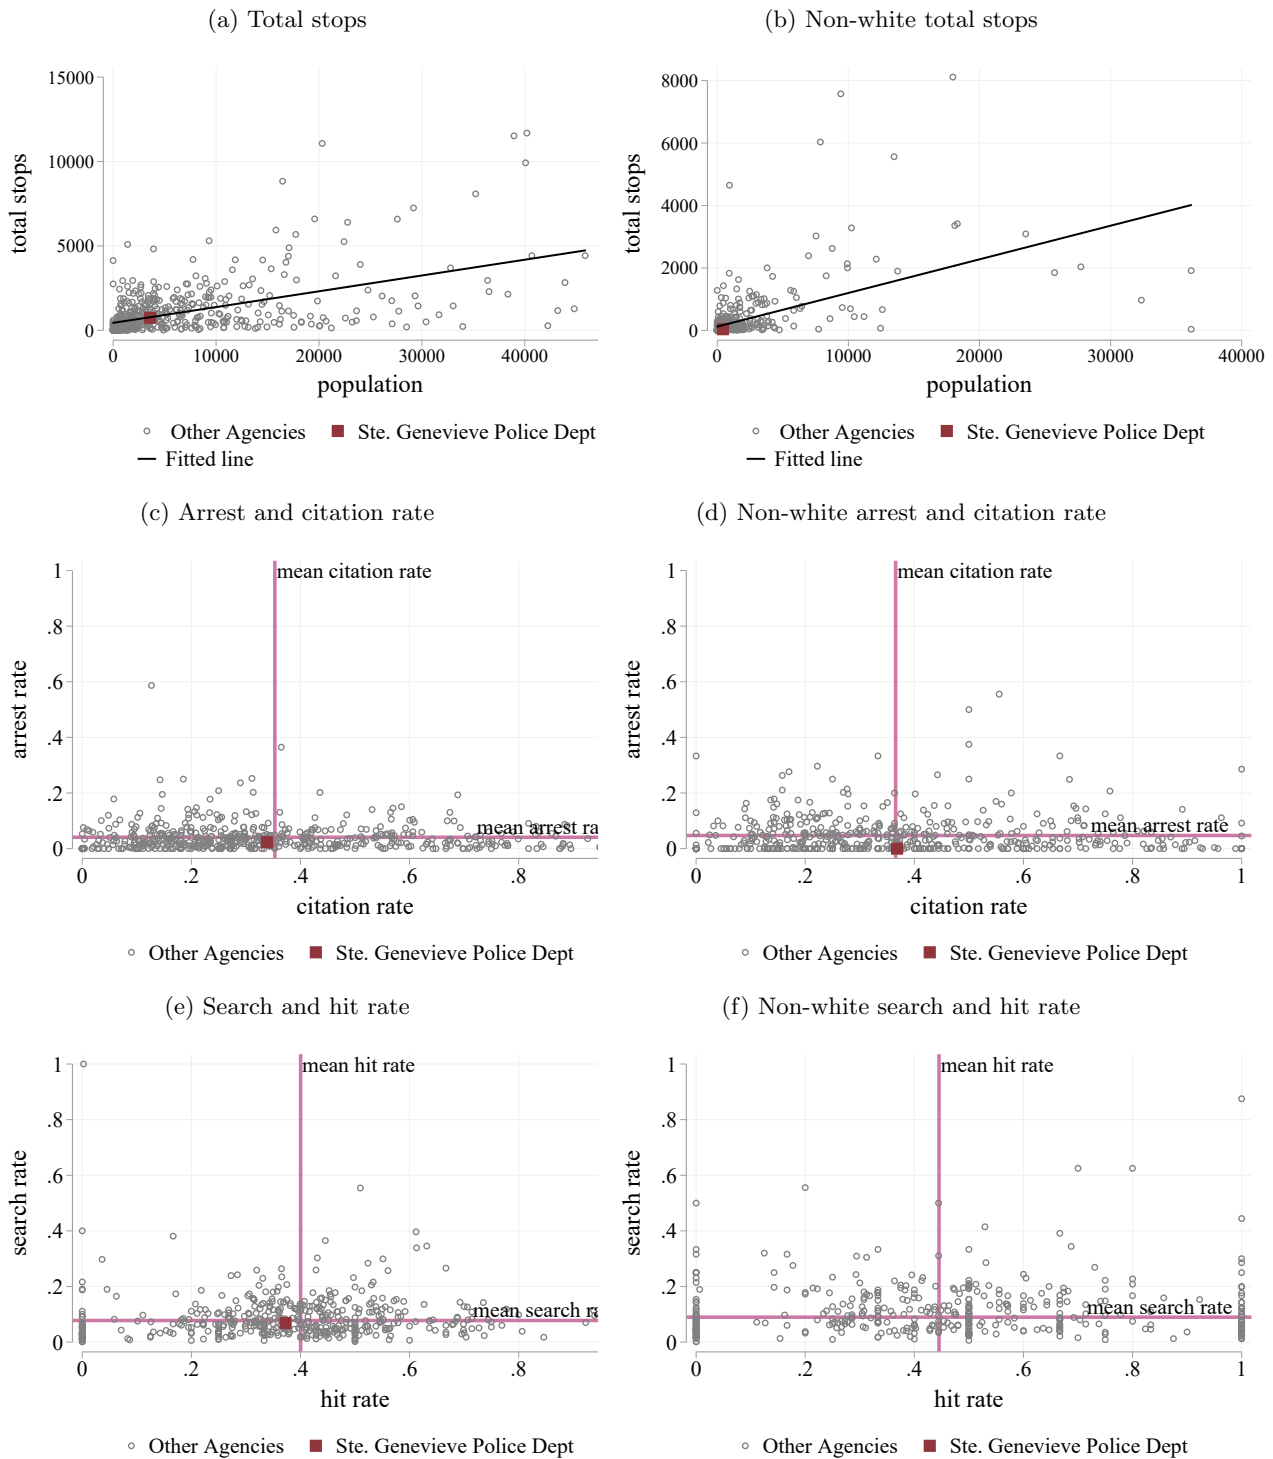 (a) Total stops
(b) Non-white total stops
15000
10000
5000
0
total stops
0 10000 20000 30000 40000
population
Other Agencies Ste. Genevieve Police Dept
Fitted line
8000
6000
4000
2000
0
total stops
0 10000 20000 30000 40000
population
Other Agencies Ste. Genevieve Police Dept
Fitted line
(c) Arrest and citation rate
(d) Non-white arrest and citation rate
mean citation rate
1
.8
.6
.4
.2
0
arrest rate
mean arrest ra
0 .2 .4 .6 .8
citation rate
Other Agencies Ste. Genevieve Police Dept
mean citation rate
1
.8
.6
.4
.2
0
arrest rate
mean arrest rate
0 .2 .4 .6 .8 1
citation rate
Other Agencies Ste. Genevieve Police Dept
(e) Search and hit rate
(f) Non-white search and hit rate
mean hit rate
1
.8
.6
.4
.2
0
search rate
mean search ra
0 .2 .4 .6 .8
hit rate
Other Agencies Ste. Genevieve Police Dept
mean hit rate
1
.8
.6
.4
.2
0
search rate
mean search rate
0 .2 .4 .6 .8 1
hit rate
Other Agencies Ste. Genevieve Police Dept